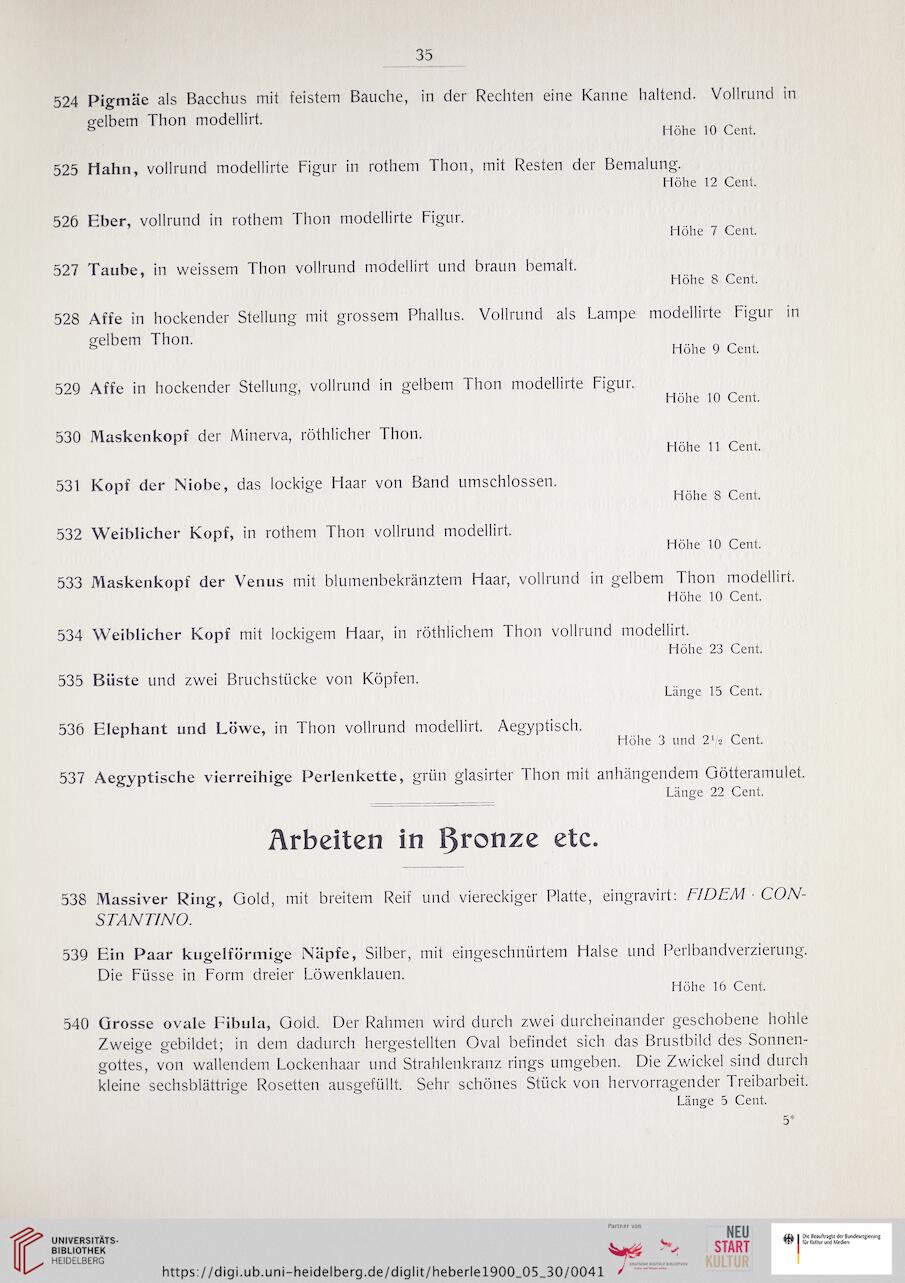 35
524 Pigmäe als Bacchus mit feistem Bauche, in der Rechten eine Kanne haltend. Vollrund in
gelbem Thon modellirt.
Höhe 10 Cent.
525 Hahn, vollrund modellirte Figur in rothem Thon, mit Resten der Bemalung.
Höhe 12 Cent.
526 Eber, vollrund in rothem Thon modellirte Figur.
Höhe 7 Cent.
527 Taube, in weissem Thon vollrund modellirt und braun bemalt.
Höhe 8 Cent.
528 Affe in hockender Stellung mit grossem Phallus. Vollrund als Lampe modellirte Figur in
gelbem Thon.
Höhe 9 Cent.
529 Affe in hockender Stellung, vollrund in gelbem Thon modellirte Figur.
Höhe 10 Cent.
530 Maskenkopf der Minerva, röthlicher Thon.
Höhe 11 Cent.
531 Kopf der Niobe, das lockige Haar von Band umschlossen.
Höhe 8 Cent.
532 Weiblicher Kopf, in rothem Thon vollrund modellirt.
Höhe 10 Cent.
533 Maskenkopf der Venus mit blumenbekränztem Haar, vollrund in gelbem Thon modellirt.
Höhe 10 Cent.
534 Weiblicher Kopf mit lockigem Haar, in röthlichem Thon vollrund modellirt.
Höhe 23 Cent.
535 Büste und zwei Bruchstücke von Köpfen.
Länge 15 Cent.
536 Elephant und Löwe, in Thon vollrund modellirt. Aegyptisch.
Höhe 3 und 2½ Cent.
537 Aegyptische vierreihige Perlenkette, grün glasirter Thon mit anhängendem Götteramulet.
Länge 22 Cent.
Arbeiten in Bronze etc.
538 Massiver Ring, Gold, mit breitem Reif und viereckiger Platte, eingravirt: FIDEM · CON-
STANTINO.
539 Ein Paar kugelförmige Näpfe, Silber, mit eingeschnürtem Halse und Perlbandverzierung.
Die Füsse in Form dreier Löwenklauen.
Höhe 16 Cent.
540 Grosse ovale Fibula, Gold. Der Rahmen wird durch zwei durcheinander geschobene hohle
Zweige gebildet; in dem dadurch hergestellten Oval befindet sich das Brustbild des Sonnen-
gottes, von wallendem Lockenhaar und Strahlenkranz rings umgeben. Die Zwickel sind durch
kleine sechsblättrige Rosetten ausgefüllt. Sehr schönes Stück von hervorragender Treibarbeit.
Länge 5 Cent.
5*
UNIVERSITÄTS-
BIBLIOTHEK
HEIDELBERG
https://digi.ub.uni-heidelberg.de/diglit/heberle1900_05_30/0041
Partner von
DEUTSCHE DIGITALE BIBLIOTHEK
NEU
START
KULTUR
Die Beauftragte der Bundesregierung
für Kultur und Medien